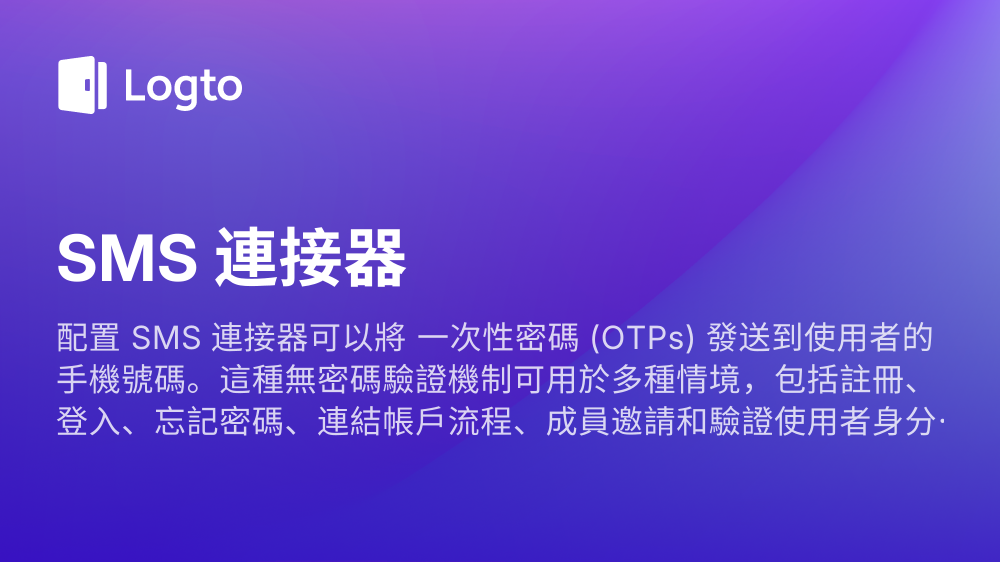 Logto
SMS 連接器
配置 SMS 連接器可以將 一次性密碼 (OTPs) 發送到使用者的
手機號碼。這種無密碼驗證機制可用於多種情境，包括註冊、
登入、忘記密碼、連結帳戶流程、成員邀請和驗證使用者身分·